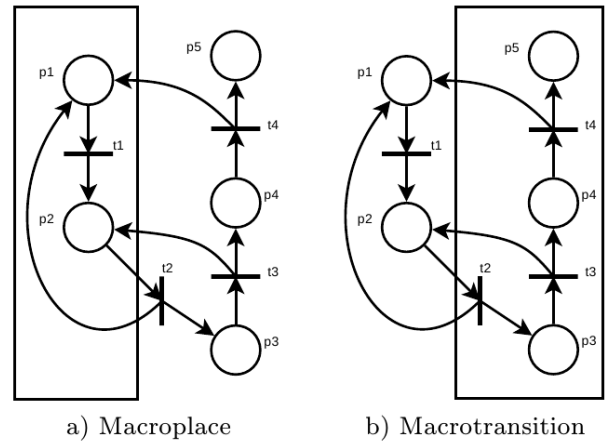 p1
p5
t1
t4
p2
p4
t2
t3
p3
p1
p5
t1
t4
p2
p4
t2
t3
p3
a) Macroplace
b) Macrotransition